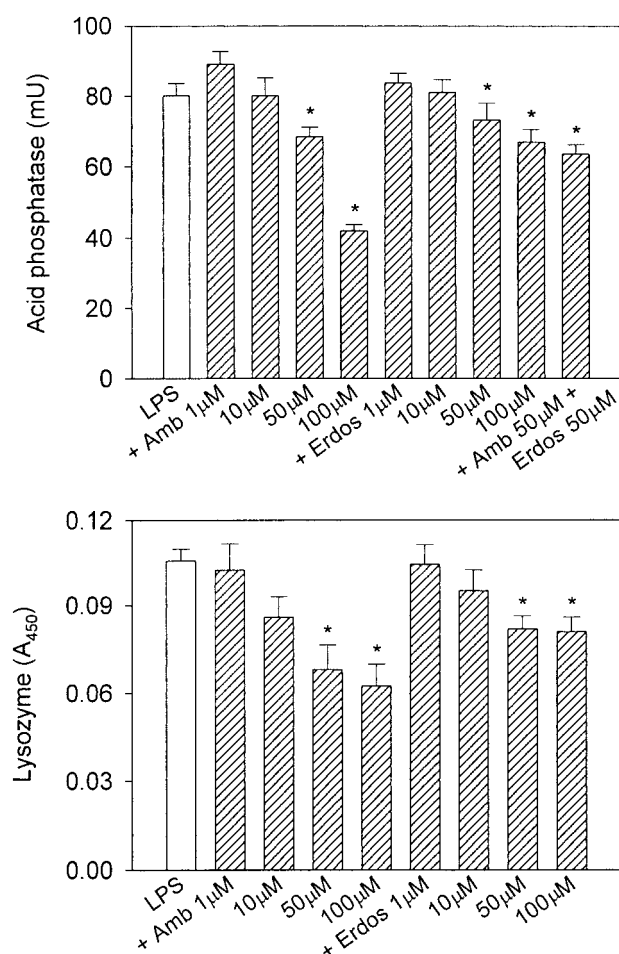 Acid phosphatase (mU)
100
80
60
40
20
0
*
*
*
*
*
LPS
+ Amb 1µM
10µM
50µM
100µM
+ Erdos 1µM
10µM
50µM
100µM
+ Amb 50µM +
Erdos 50µM
Lysozyme (A450)
0.12
0.09
0.06
0.03
0.00
*
*
*
*
LPS
+ Amb 1µM
10µM
50µM
100µM
+ Erdos 1µM
10µM
50µM
100µM